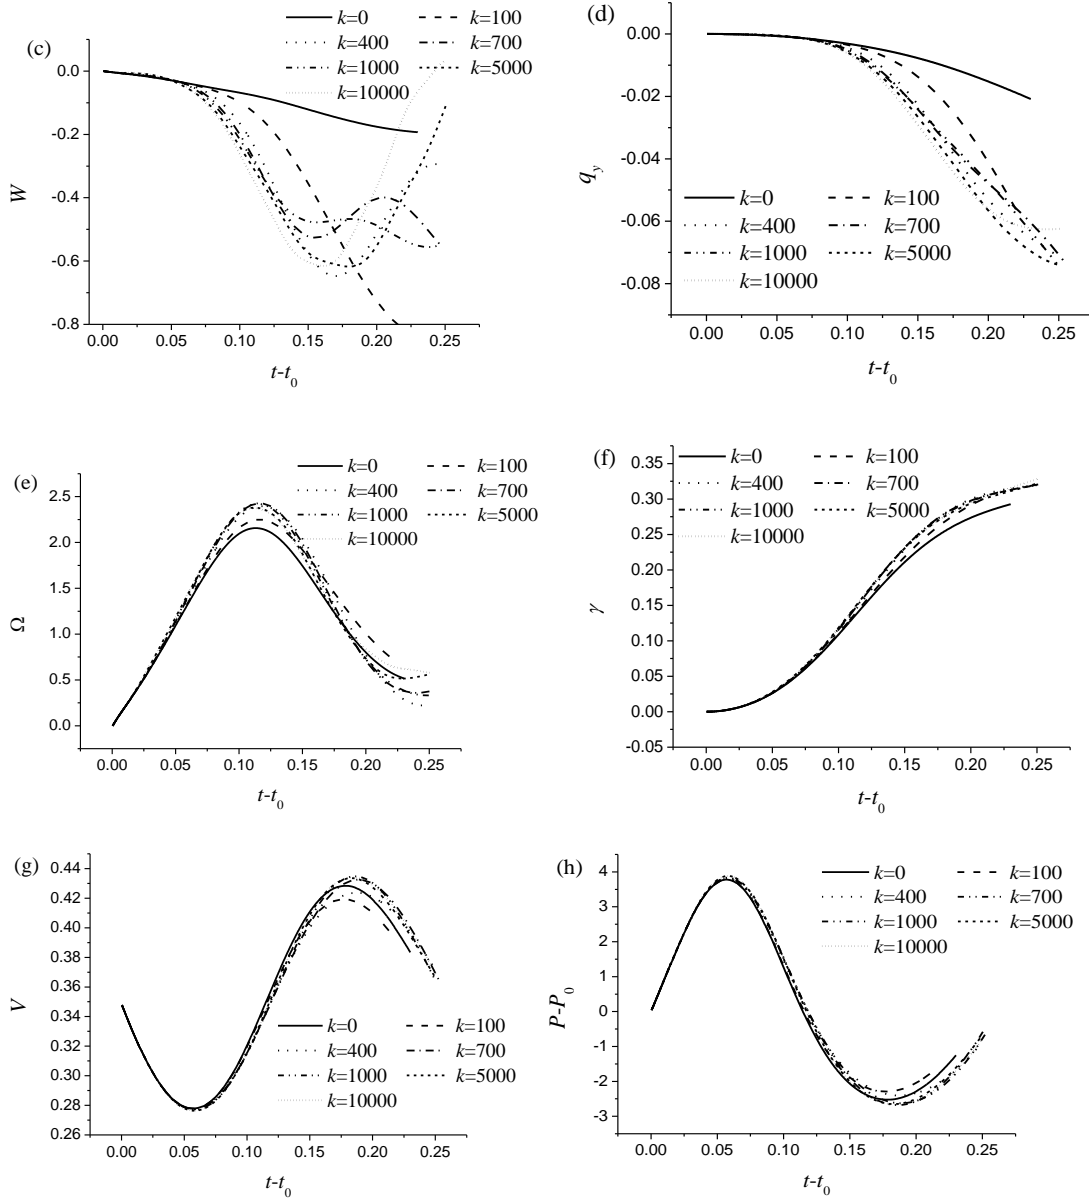 (c)
k=0 k=100
k=400 k=700
k=1000 k=5000
k=10000
0.0
-0.2
-0.4
-0.6
-0.8
W
0.00 0.05 0.10 0.15 0.20 0.25
t-t0
(d)
0.00
-0.02
-0.04
-0.06
-0.08
qy
k=0 k=100
k=400 k=700
k=1000 k=5000
k=10000
0.00 0.05 0.10 0.15 0.20 0.25
t-t0
(e)
k=0 k=100
k=400 k=700
k=1000 k=5000
k=10000
2.5
2.0
1.5
1.0
0.5
0.0
Ω
0.00 0.05 0.10 0.15 0.20 0.25
t-t0
(f)
k=0 k=100
k=400 k=700
k=1000 k=5000
k=10000
0.35
0.30
0.25
0.20
0.15
0.10
0.05
0.00
-0.05
γ
0.00 0.05 0.10 0.15 0.20 0.25
t-t0
(g)
0.44
0.42
0.40
0.38
0.36
0.34
0.32
0.30
0.28
0.26
V
k=0 k=100
k=400 k=700
k=1000 k=5000
k=10000
0.00 0.05 0.10 0.15 0.20 0.25
t-t0
(h)
k=0 k=100
k=400 k=700
k=1000 k=5000
k=10000
4
3
2
1
0
-1
-2
-3
P-P0
0.00 0.05 0.10 0.15 0.20 0.25
t-t0